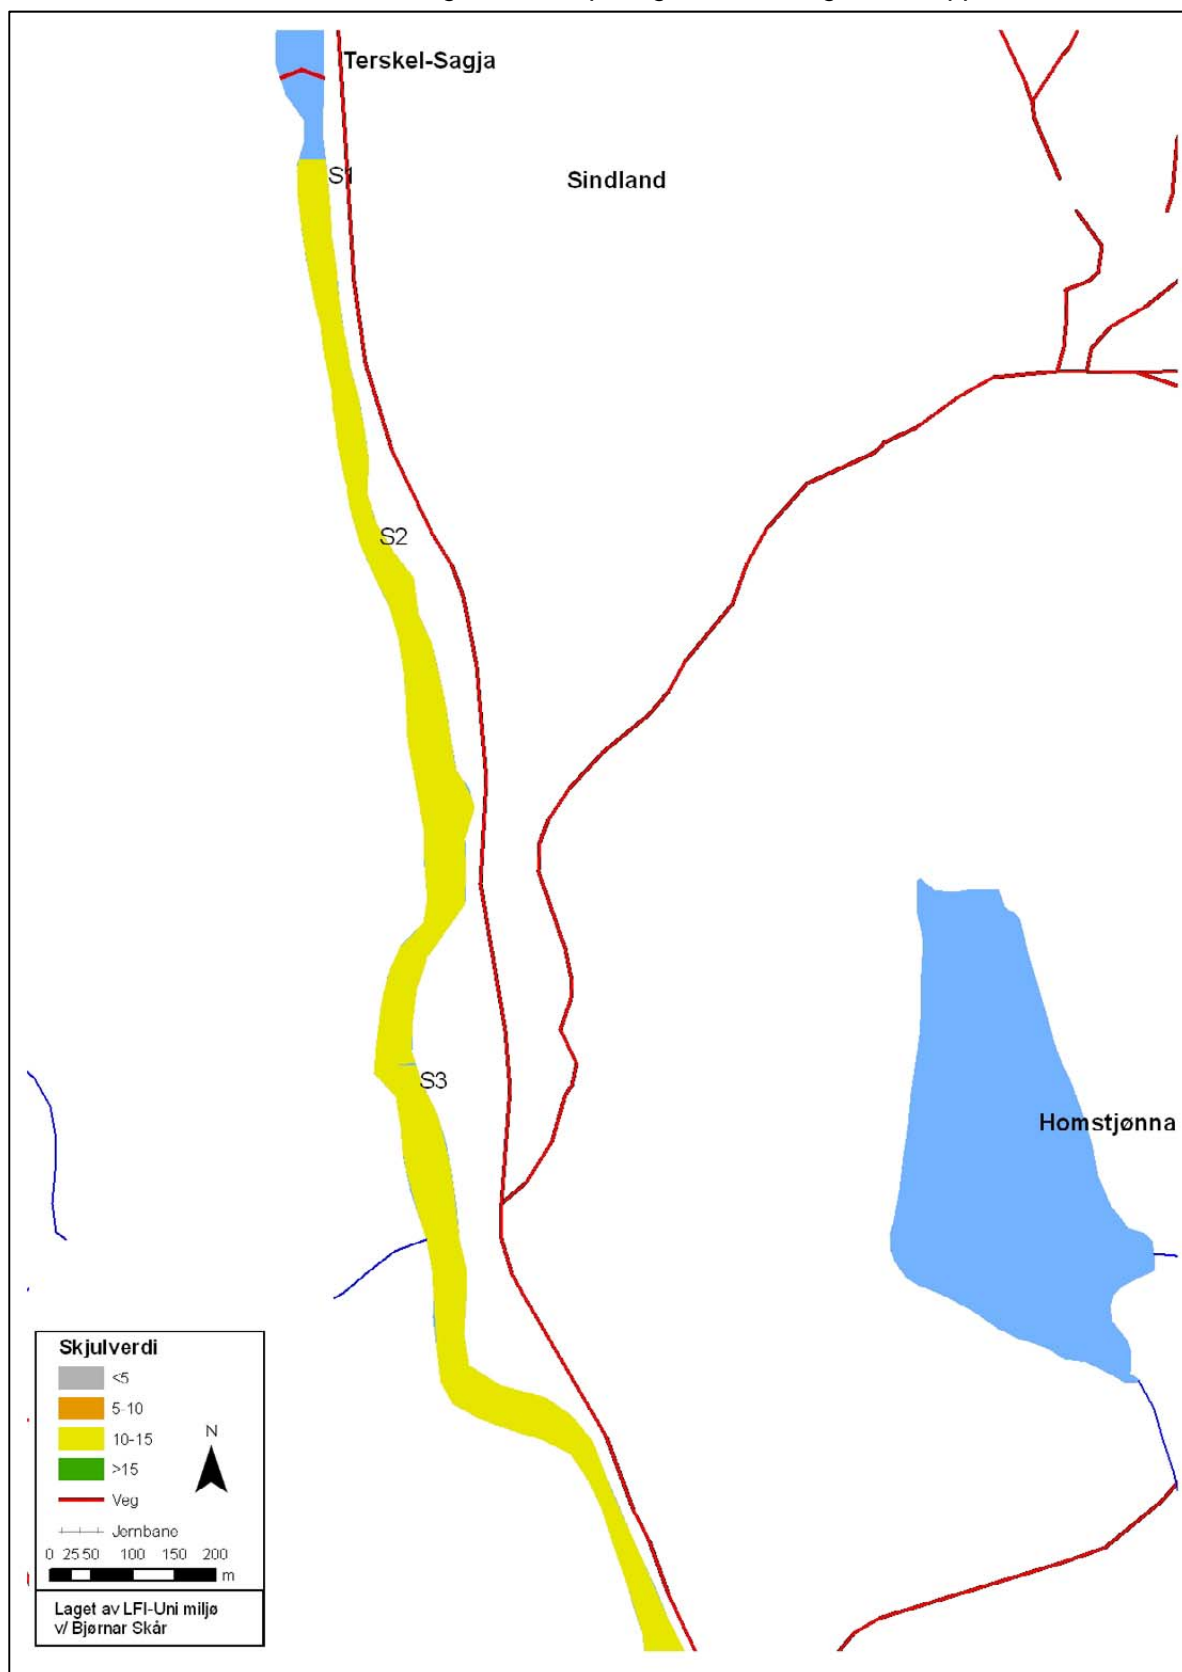 Terskel-Sagja
S1
Sindland
S2
S3
Homstjønna
Skjulverdi
<5
5-10
10-15
>15
Veg
Jernbane
N
0 25 50 100 150 200
m
Laget av LFI-Uni miljø
v/ Bjørnar Skår